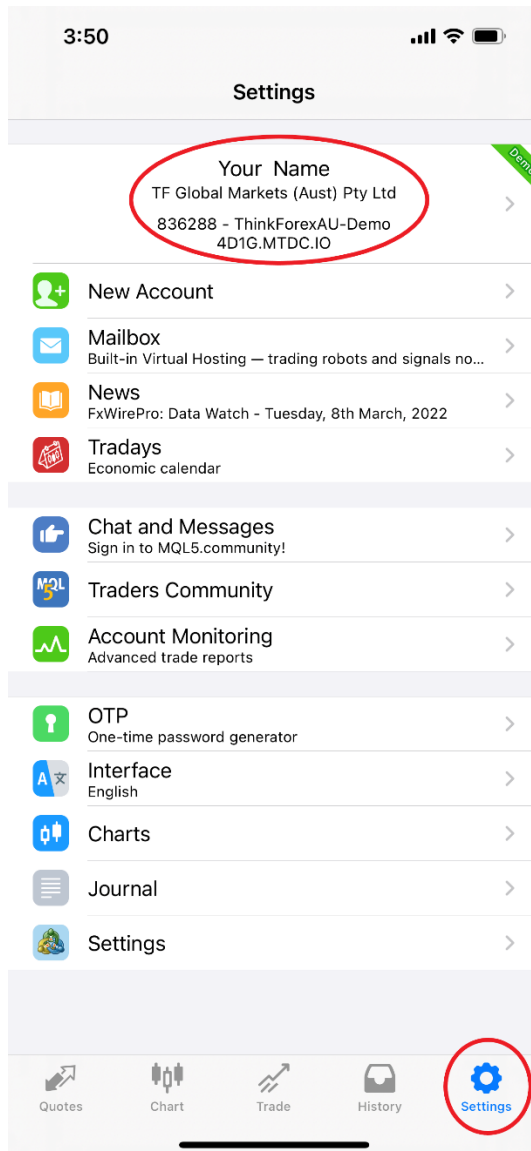 3:50
Settings
Demo
Your Name
TF Global Markets (Aust) Pty Ltd
836288 - ThinkForexAU-Demo
4D1G.MTDC.IO
New Account
Mailbox
Built-in Virtual Hosting — trading robots and signals no...
News
FxWirePro: Data Watch - Tuesday, 8th March, 2022
Tradays
Economic calendar
Chat and Messages
Sign in to MQL5.community!
MQL
5
Traders Community
Account Monitoring
Advanced trade reports
OTP
One-time password generator
A 文
Interface
English
Charts
Journal
Settings
Quotes
Chart
Trade
History
Settings